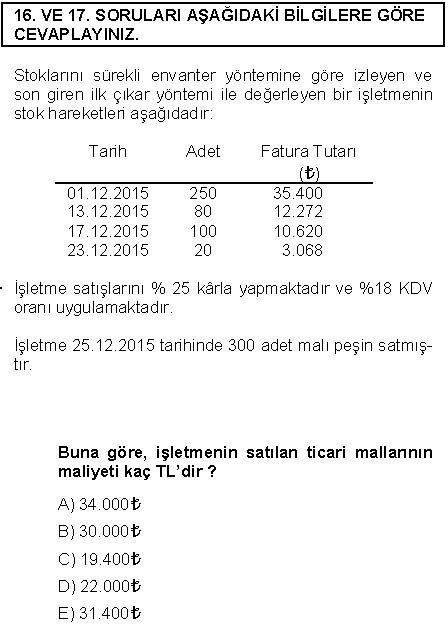 16. VE 17. SORULARI AŞAĞIDAKİ BİLGİLERE GÖRE
CEVAPLAYINIZ.
Stoklarını sürekli envanter yöntemine göre izleyen ve
son giren ilk çıkar yöntemi ile değerleyen bir işletmenin
stok hareketleri aşağıdadır:
Tarih Adet Fatura Tutarı
(₺)
01.12.2015 250 35.400
13.12.2015 80 12.272
17.12.2015 100 10.620
23.12.2015 20 3.068
İşletme satışlarını % 25 kârla yapmaktadır ve %18 KDV
oranı uygulamaktadır.
İşletme 25.12.2015 tarihinde 300 adet malı peşin satmış-
tır.
Buna göre, işletmenin satılan ticari mallarının
maliyeti kaç TL’dir ?
A) 34.000₺
B) 30.000₺
C) 19.400₺
D) 22.000₺
E) 31.400₺